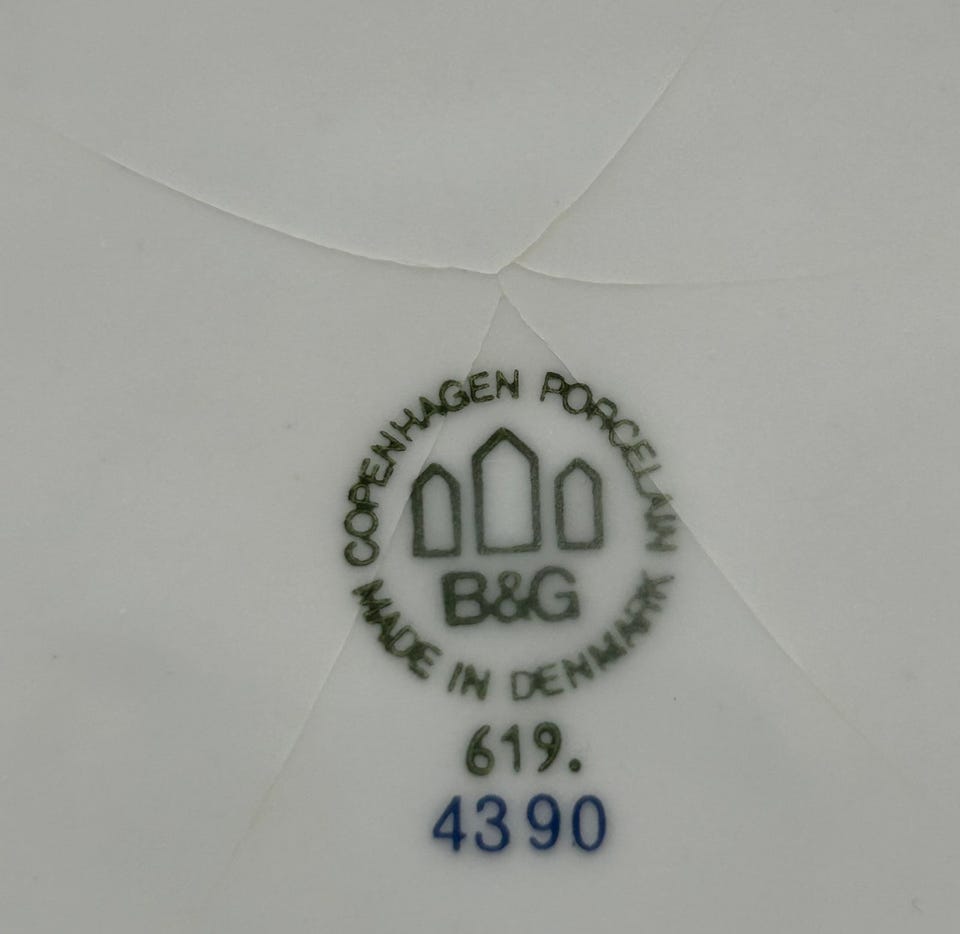 COPENHAGEN PORCELAIN
B&G
MADE IN DENMARK
619.
4390